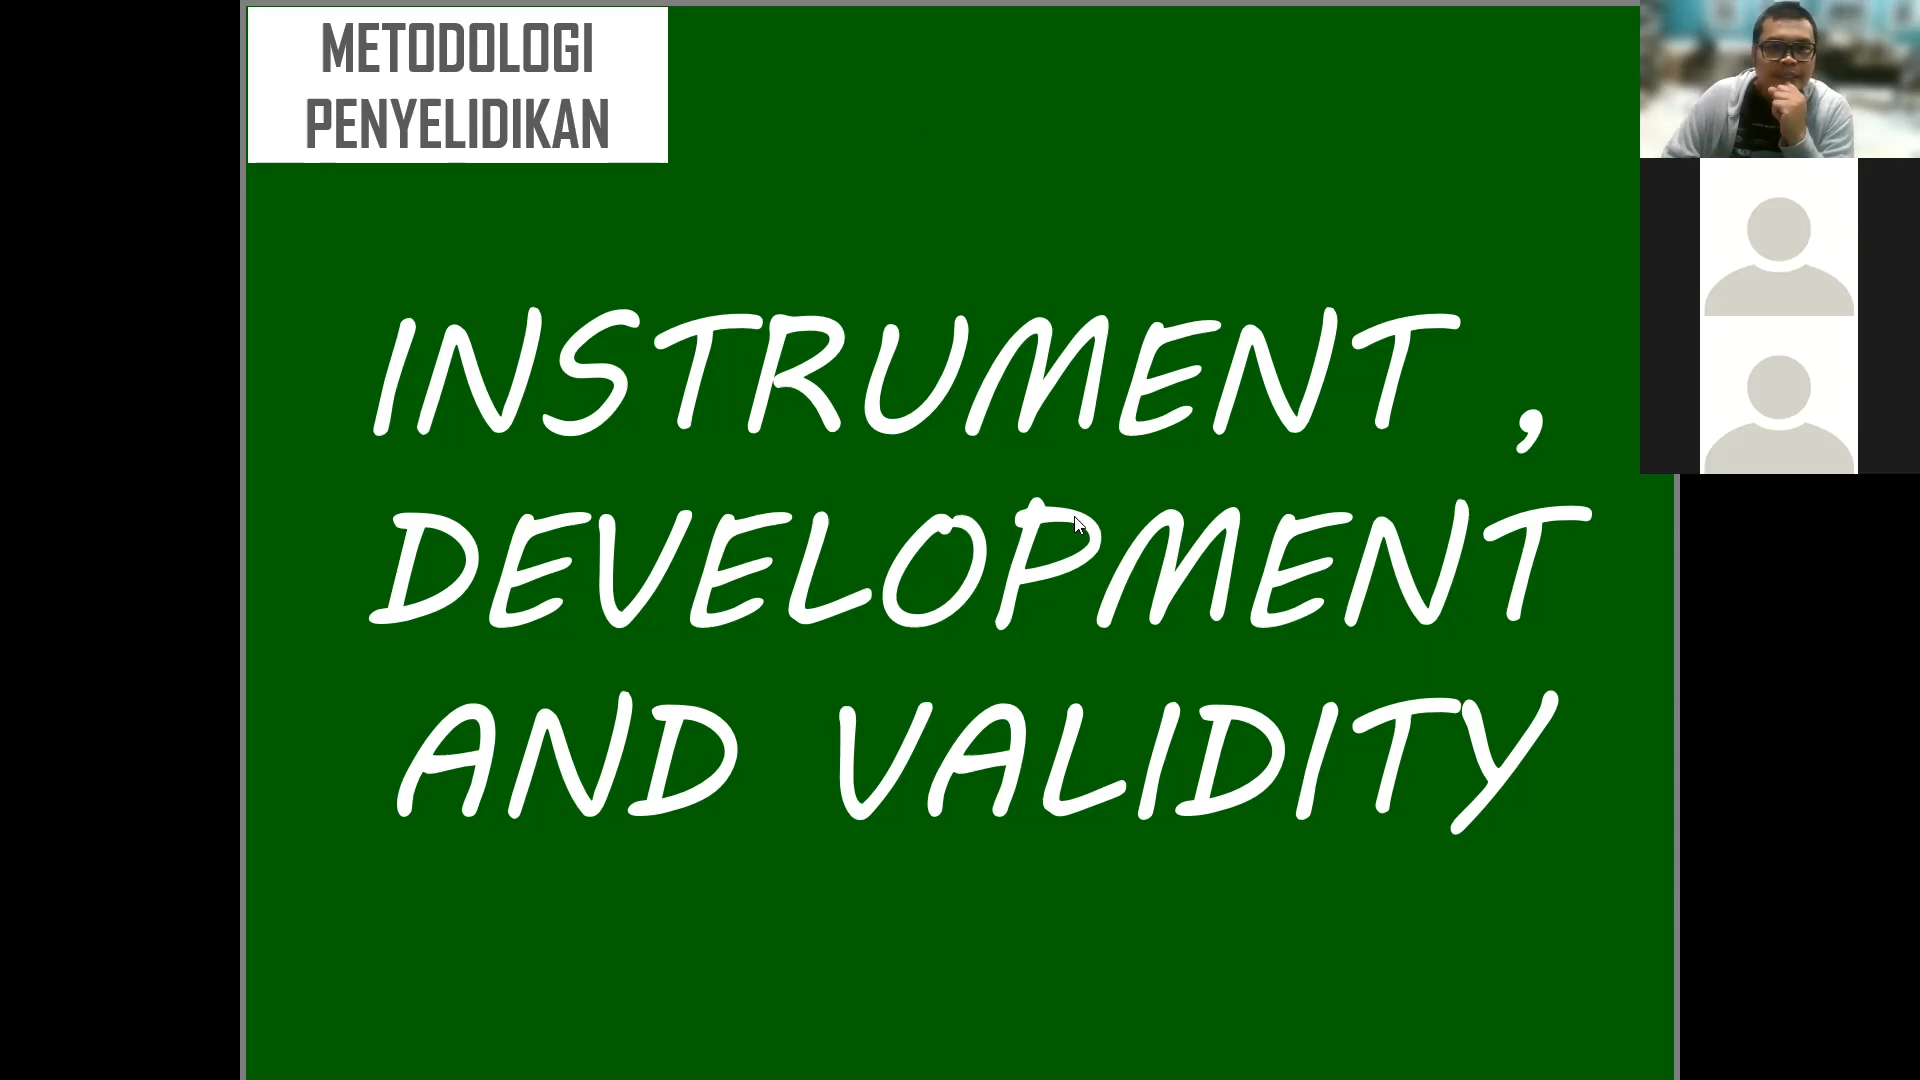 METODOLOGI
PENYELIDIKAN
INSTRUMENT ,
DEVELOPMENT
AND VALIDITY